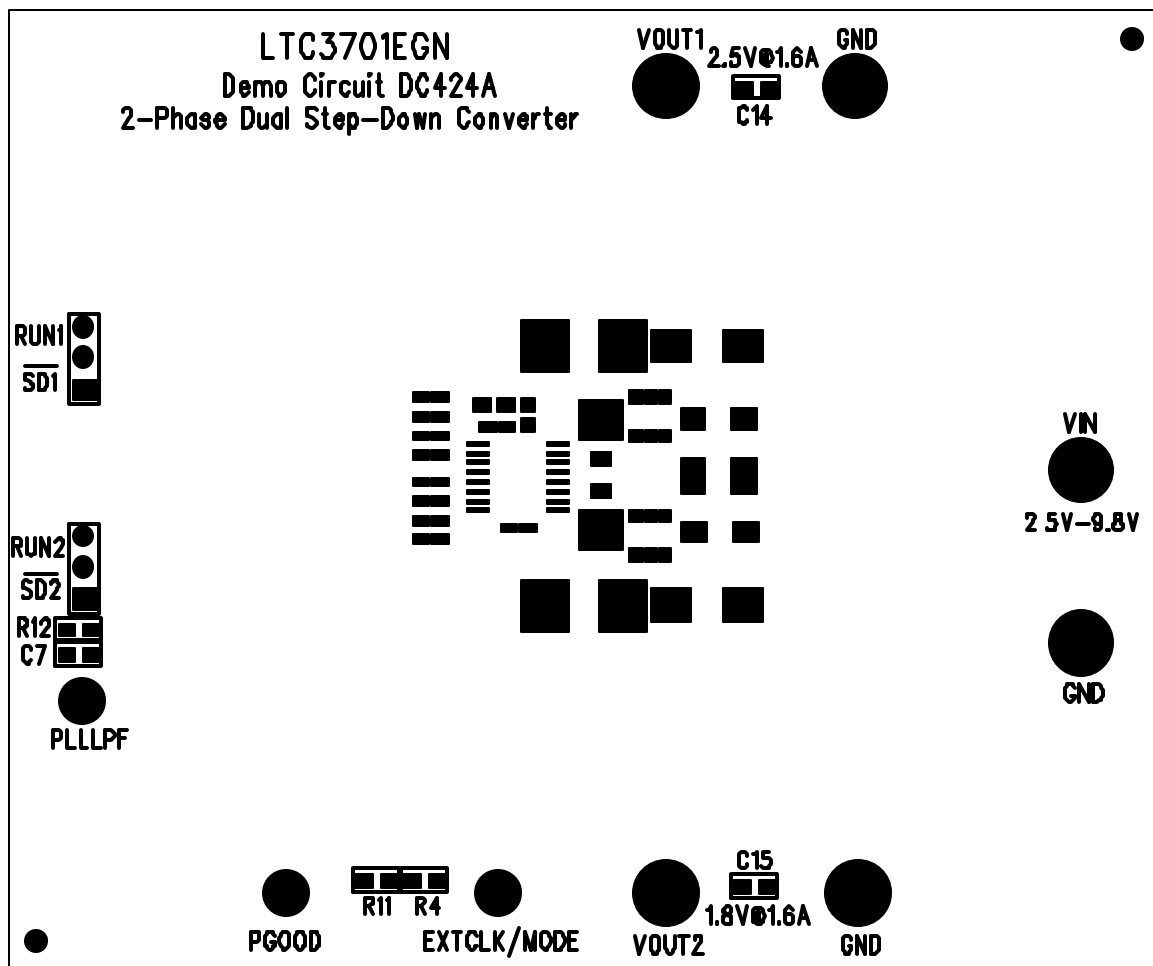 LTC3701EGN
Demo Circuit DC424A
2-Phase Dual Step-Down Converter
VOUT1
GND
2.5V@1.6A
C14
RUN1
SD1
VIN
2.5V-9.8V
RUN2
SD2
R12
C7
GND
PLLLPF
C15
R11
R4
1.8V@1.6A
PGOOD
EXTCLK/MODE
VOUT2
GND